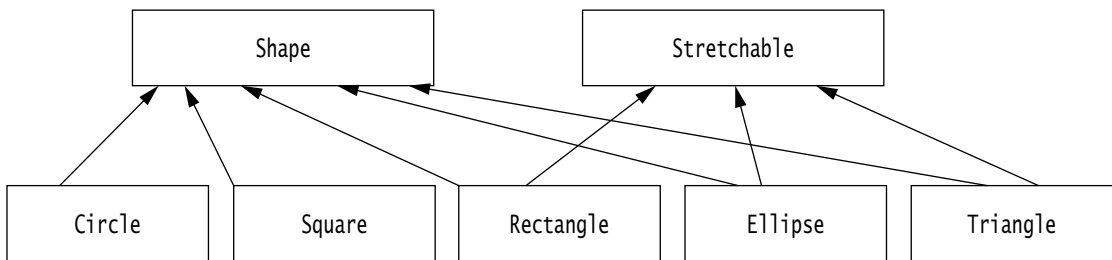 Shape
Stretchable
Circle
Square
Rectangle
Ellipse
Triangle